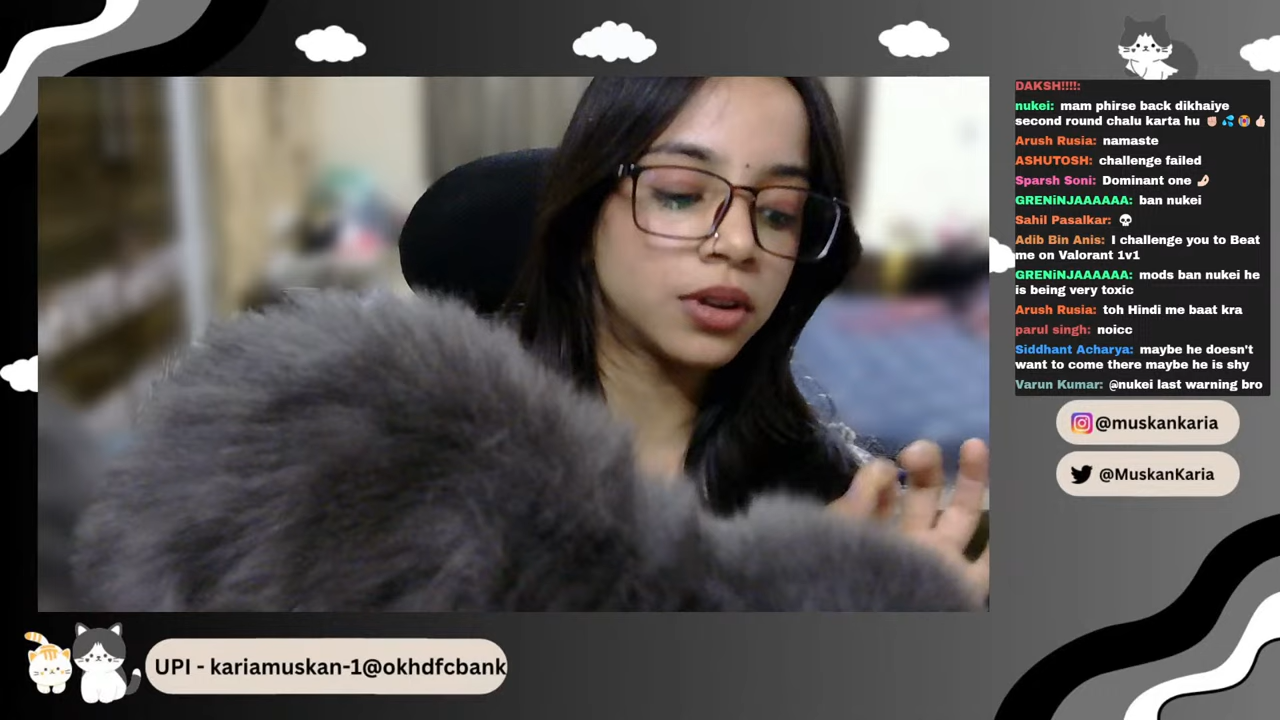 DAKSH!!!!:
nukei: mam phirse back dikhaiye
second round chalu karta hu ✊🏻💦😭👍🏻
Arush Rusia: namaste
ASHUTOSH: challenge failed
Sparsh Soni: Dominant one 🤌🏻
GRENiNJAAAAAA: ban nukei
Sahil Pasalkar: 💀
Adib Bin Anis: I challenge you to Beat
me on Valorant 1v1
GRENiNJAAAAAA: mods ban nukei he
is being very toxic
Arush Rusia: toh Hindi me baat kra
parul singh: noicc
Siddhant Acharya: maybe he doesn't
want to come there maybe he is shy
Varun Kumar: @nukei last warning bro
@muskankaria
@MuskanKaria
UPI - kariamuskan-1@okhdfcbank